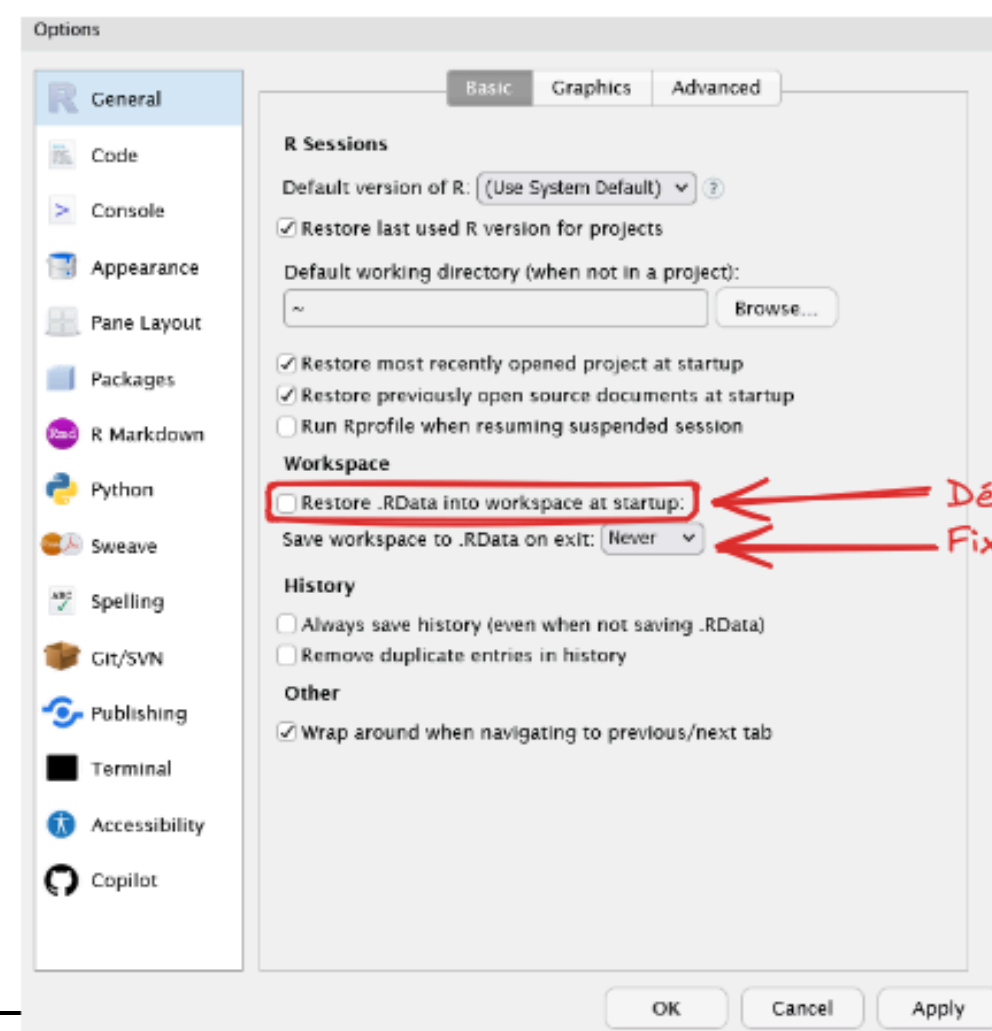 Options
General
Code
Console
Appearance
Pane Layout
Packages
R Markdown
Python
Sweave
Spelling
Git/SVN
Publishing
Terminal
Accessibility
Copilot
Basic Graphics Advanced
R Sessions
Default version of R: (Use System Default) ?
Restore last used R version for projects
Default working directory (when not in a project):
~ Browse...
Restore most recently opened project at startup
Restore previously open source documents at startup
Run Rprofile when resuming suspended session
Workspace
Restore .RData into workspace at startup: Dé
Save workspace to .RData on exit: Never Fix
History
Always save history (even when not saving .RData)
Remove duplicate entries in history
Other
Wrap around when navigating to previous/next tab
OK Cancel Apply